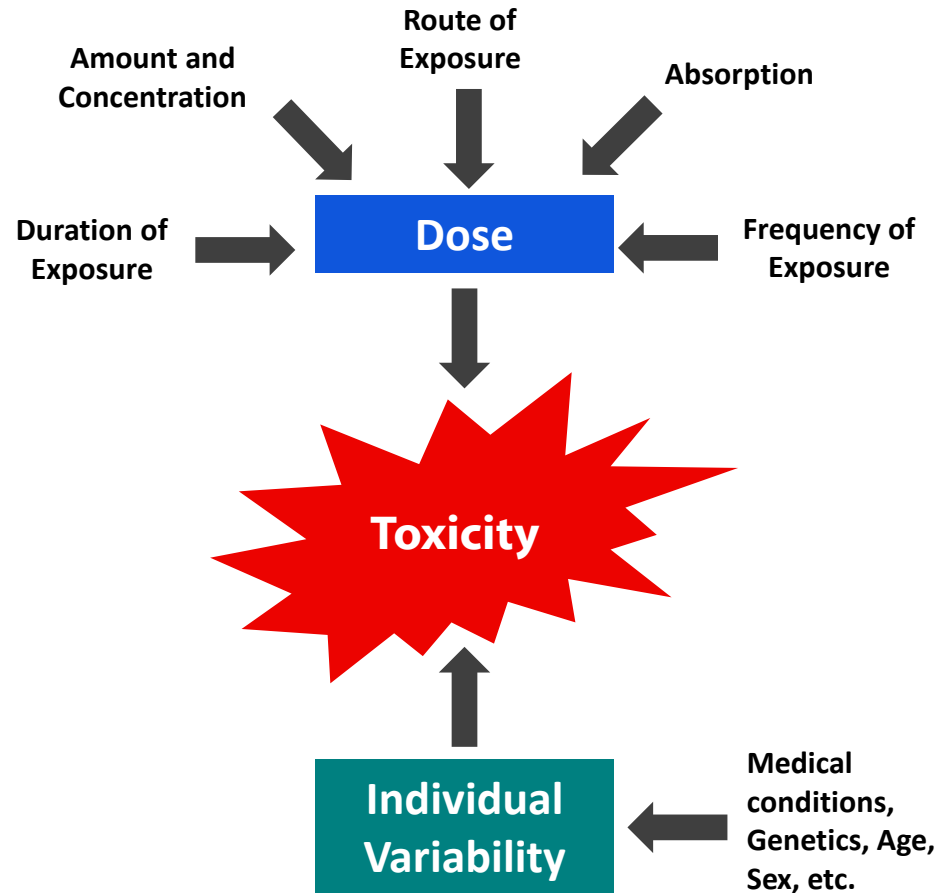 Route of
Exposure
Amount and
Concentration
Absorption
Duration of
Exposure
Dose
Frequency of
Exposure
Toxicity
Individual
Variability
Medical
conditions,
Genetics, Age,
Sex, etc.